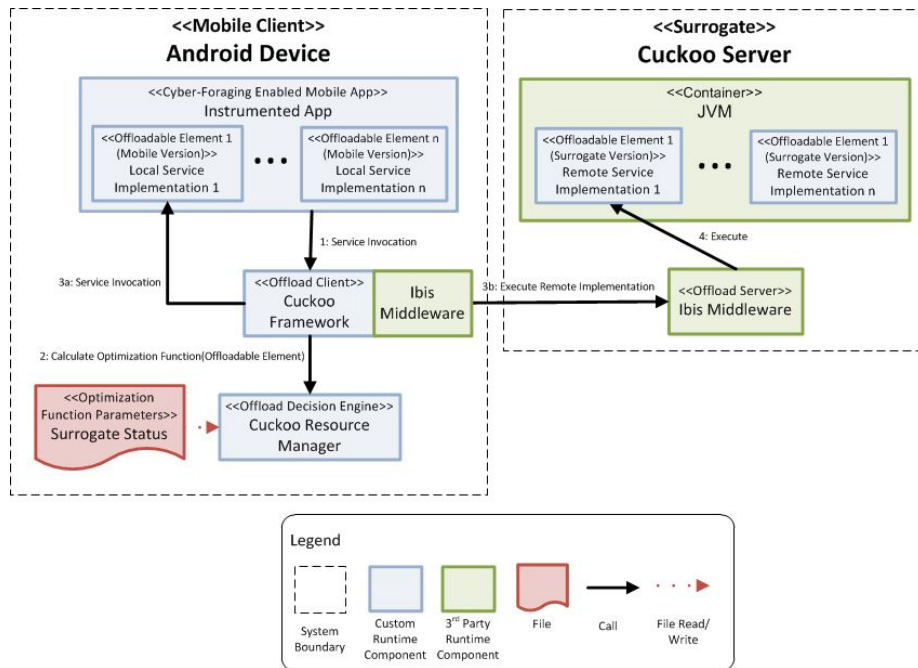 <<Mobile Client>>
Android Device
<<Cyber-Foraging Enabled Mobile App>>
Instrumented App
<<Offloadable Element 1
(Mobile Version)>>
Local Service
Implementation 1
• • •
<<Offloadable Element n
(Mobile Version)>>
Local Service
Implementation n
1: Service Invocation
3a: Service Invocation
<<Offload Client>>
Cuckoo
Framework
Ibis
Middleware
2: Calculate Optimization Function(Offloadable Element)
<<Optimization
Function Parameters>>
Surrogate Status
<<Offload Decision Engine>>
Cuckoo Resource
Manager
<<Surrogate>>
Cuckoo Server
<<Container>>
JVM
<<Offloadable Element 1
(Surrogate Version)>>
Remote Service
Implementation 1
• • •
<<Offloadable Element 1
(Surrogate Version)>>
Remote Service
Implementation n
4: Execute
3b: Execute Remote Implementation
<<Offload Server>>
Ibis Middleware
Legend
System
Boundary
Custom
Runtime
Component
3rd Party
Runtime
Component
File
Call
File Read/
Write